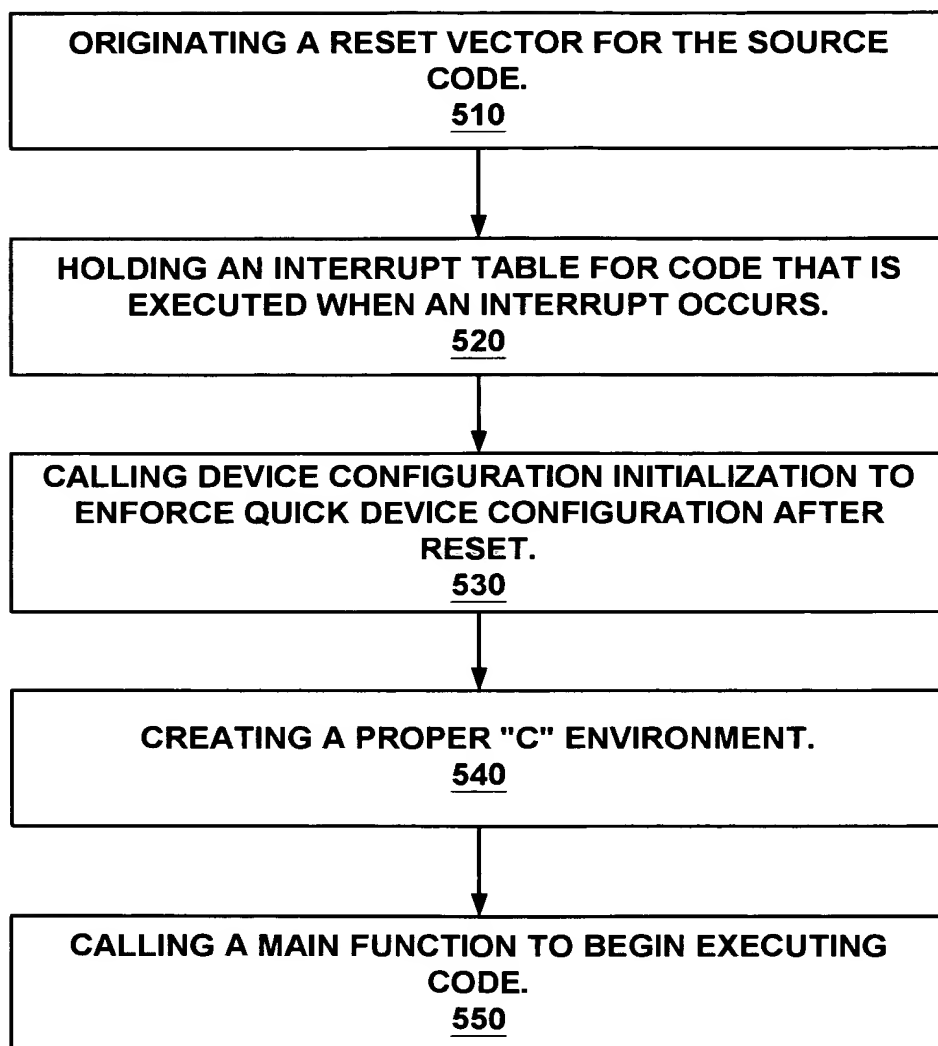 ORIGINATING A RESET VECTOR FOR THE SOURCE
CODE.
510
HOLDING AN INTERRUPT TABLE FOR CODE THAT IS
EXECUTED WHEN AN INTERRUPT OCCURS.
520
CALLING DEVICE CONFIGURATION INITIALIZATION TO
ENFORCE QUICK DEVICE CONFIGURATION AFTER
RESET.
530
CREATING A PROPER "C" ENVIRONMENT.
540
CALLING A MAIN FUNCTION TO BEGIN EXECUTING
CODE.
550